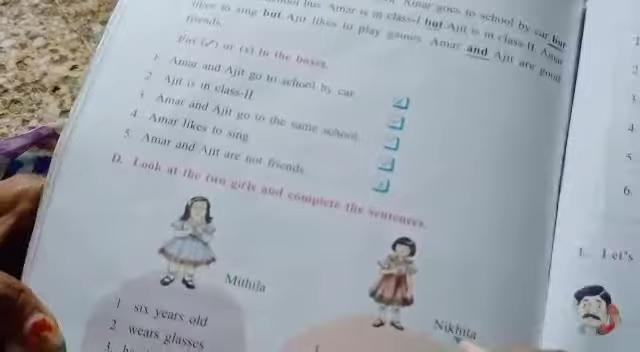 Amar goes to school by car but
bus. Amar is in class-I but Ajit is in class-II. Amar
likes to sing but Ajit likes to play games. Amar and Ajit are good
friends.
Put (✓) or (x) in the boxes.
1. Amar and Ajit go to school by car.
2. Ajit is in class-II.
3. Amar and Ajit go to the same school.
4. Amar likes to sing.
5. Amar and Ajit are not friends.
D. Look at the two girls and complete the sentences.
Mithila
Nikhita
1 six years old
2 wears glasses
3.
1
3
4
5
6.
1. Let's